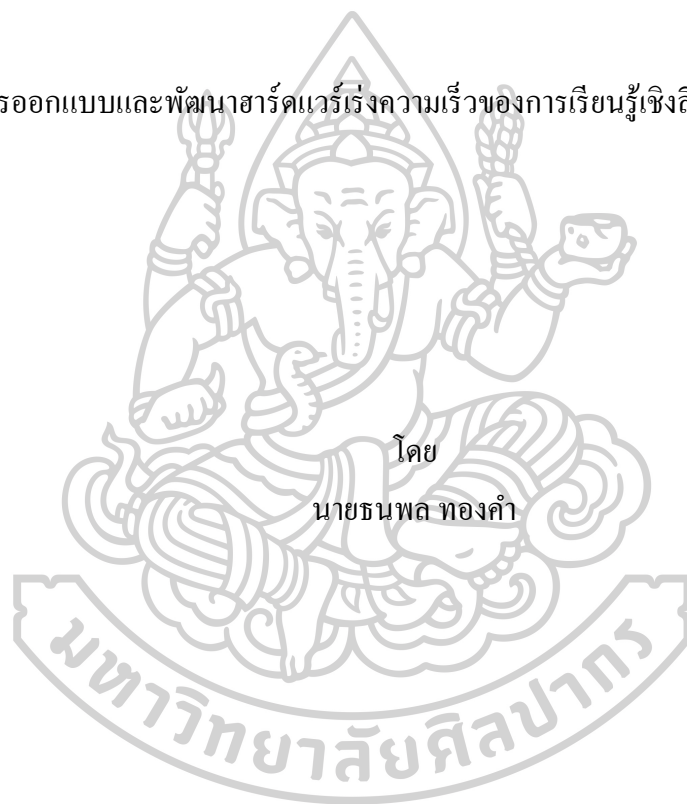 รออกแบบและพัฒนาฮาร์ดแวร์เร่งความเร็วของการเรียนรู้เชิงลึ
โดย
นายธนพล ทองคำ
มหาวิทยาลัยศิลปากร